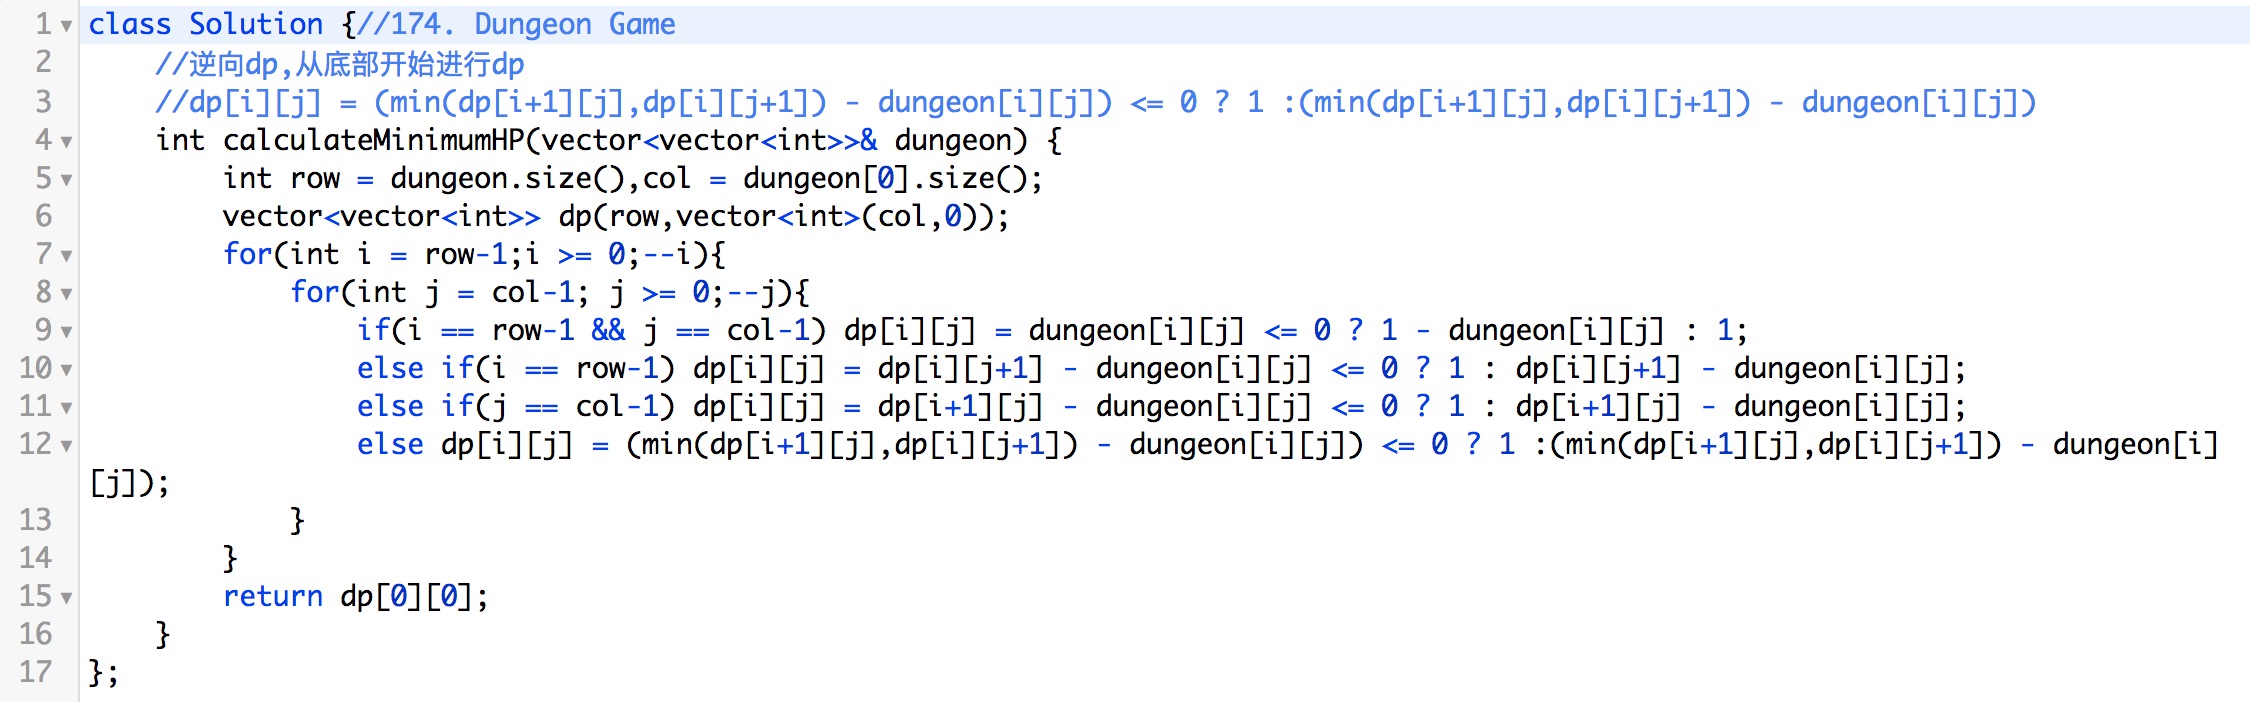 1 class Solution {//174. Dungeon Game
2 //逆向dp,从底部开始进行dp
3 //dp[i][j] = (min(dp[i+1][j],dp[i][j+1]) - dungeon[i][j]) <= 0 ? 1 :(min(dp[i+1][j],dp[i][j+1]) - dungeon[i][j])
4 int calculateMinimumHP(vector<vector<int>>& dungeon) {
5 int row = dungeon.size(),col = dungeon[0].size();
6 vector<vector<int>> dp(row,vector<int>(col,0));
7 for(int i = row-1;i >= 0;--i){
8 for(int j = col-1; j >= 0;--j){
9 if(i == row-1 && j == col-1) dp[i][j] = dungeon[i][j] <= 0 ? 1 - dungeon[i][j] : 1;
10 else if(i == row-1) dp[i][j] = dp[i][j+1] - dungeon[i][j] <= 0 ? 1 : dp[i][j+1] - dungeon[i][j];
11 else if(j == col-1) dp[i][j] = dp[i+1][j] - dungeon[i][j] <= 0 ? 1 : dp[i+1][j] - dungeon[i][j];
12 else dp[i][j] = (min(dp[i+1][j],dp[i][j+1]) - dungeon[i][j]) <= 0 ? 1 :(min(dp[i+1][j],dp[i][j+1]) - dungeon[i]
[j]);
13 }
14 }
15 return dp[0][0];
16 }
17 };